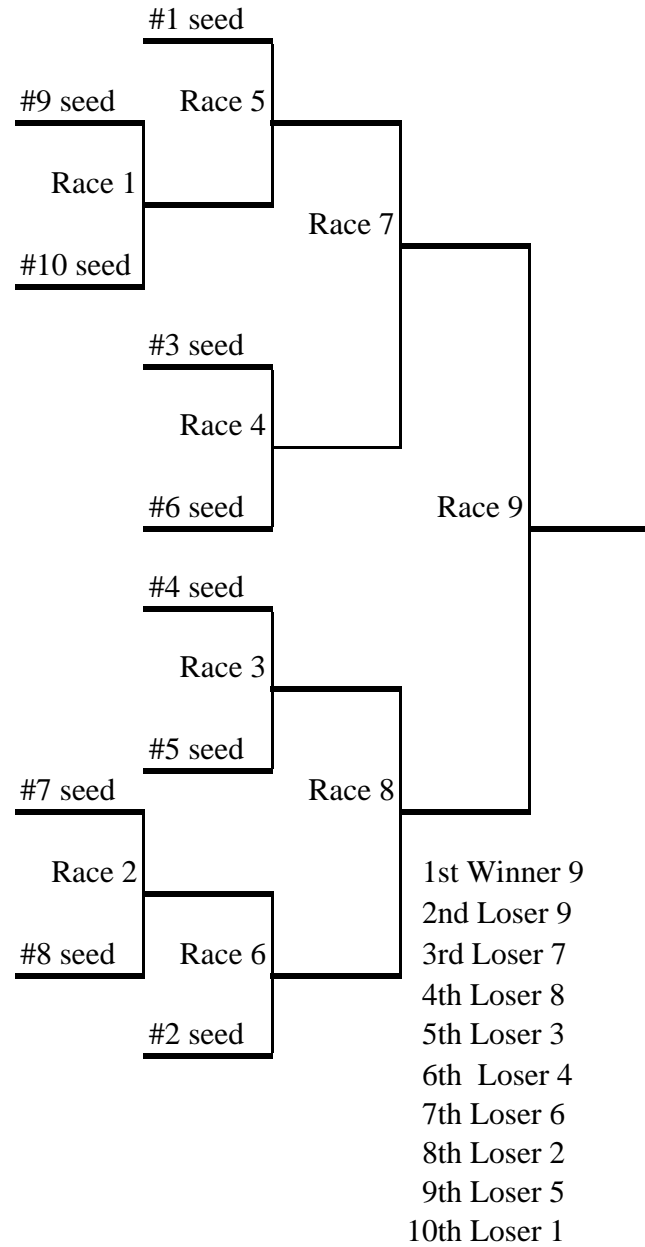 #1 seed
#9 seed
Race 5
Race 1
Race 7
#10 seed
#3 seed
Race 4
#6 seed
Race 9
#4 seed
Race 3
#5 seed
#7 seed
Race 8
Race 2
#8 seed
Race 6
#2 seed
1st Winner 9
2nd Loser 9
3rd Loser 7
4th Loser 8
5th Loser 3
6th Loser 4
7th Loser 6
8th Loser 2
9th Loser 5
10th Loser 1